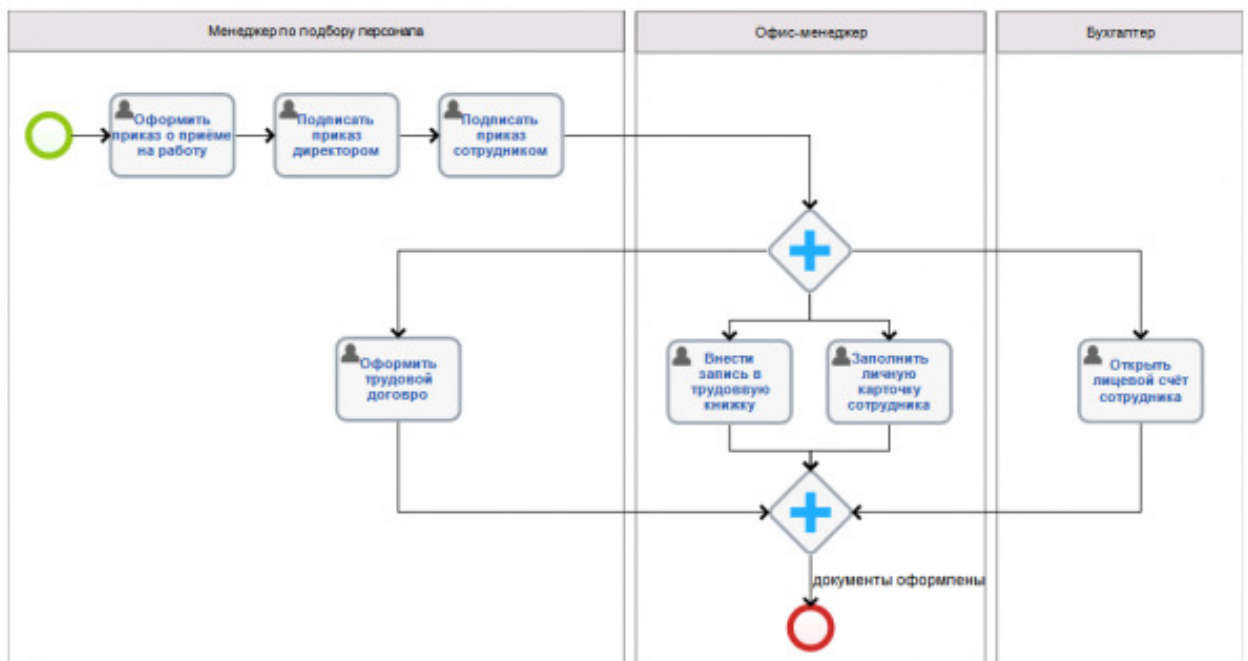 Менеджер по подбору персонала
Офис-менеджер
Бухгалтер
Оформить
приказ о приёме
на работу
Подписать
приказ
директором
Подписать
приказ
сотрудником
Оформить
трудовой
договро
Внести
запись в
трудоввую
книжку
Заполнить
личную
карточку
сотрудника
Открыть
лицевой счёт
сотрудника
документы оформлены